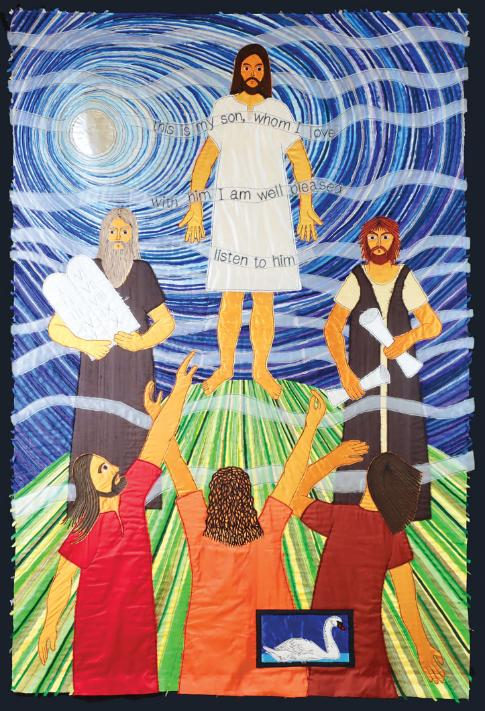 this is my son, whom I love
with him I am well pleased
listen to him